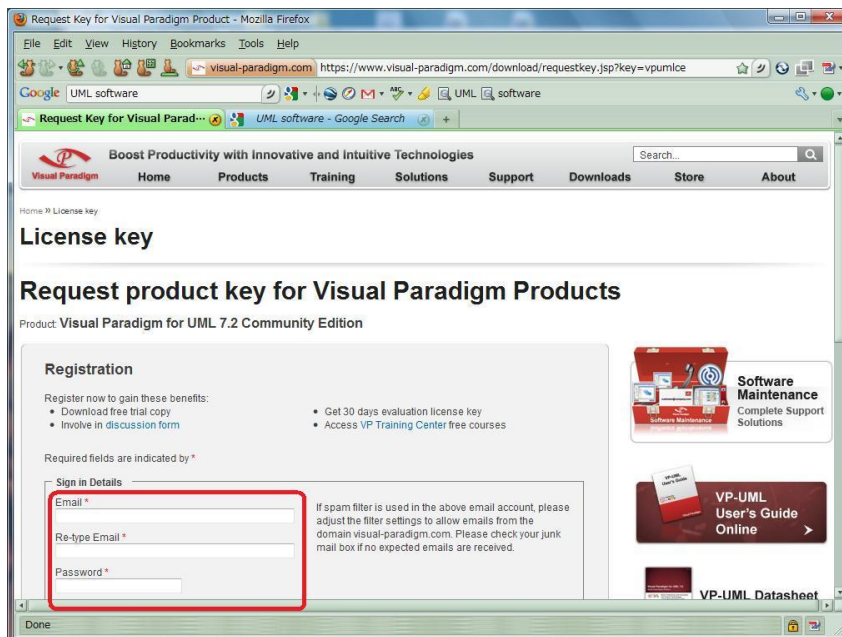 Request Key for Visual Paradigm Product - Mozilla Firefox
File Edit View History Bookmarks Tools Help
visual-paradigm.com https://www.visual-paradigm.com/download/requestkey.jsp?key=vpumlce
Google UML software UML software
Request Key for Visual Parad··· UML software - Google Search
Visual Paradigm
Boost Productivity with Innovative and Intuitive Technologies
Search...
Home Products Training Solutions Support Downloads Store About
Home » License key
License key
Request product key for Visual Paradigm Products
Product: Visual Paradigm for UML 7.2 Community Edition
Registration
Register now to gain these benefits:
• Download free trial copy
• Involve in discussion form
• Get 30 days evaluation license key
• Access VP Training Center free courses
Required fields are indicated by *
Sign in Details
Email *
Re-type Email *
Password *
If spam filter is used in the above email account, please
adjust the filter settings to allow emails from the
domain visual-paradigm.com. Please check your junk
mail box if no expected emails are received.
Software Maintenance
Software
Maintenance
Complete Support
Solutions
VP-UML
User's Guide
VP-UML
User's Guide
Online
VP-UML Datasheet
Done